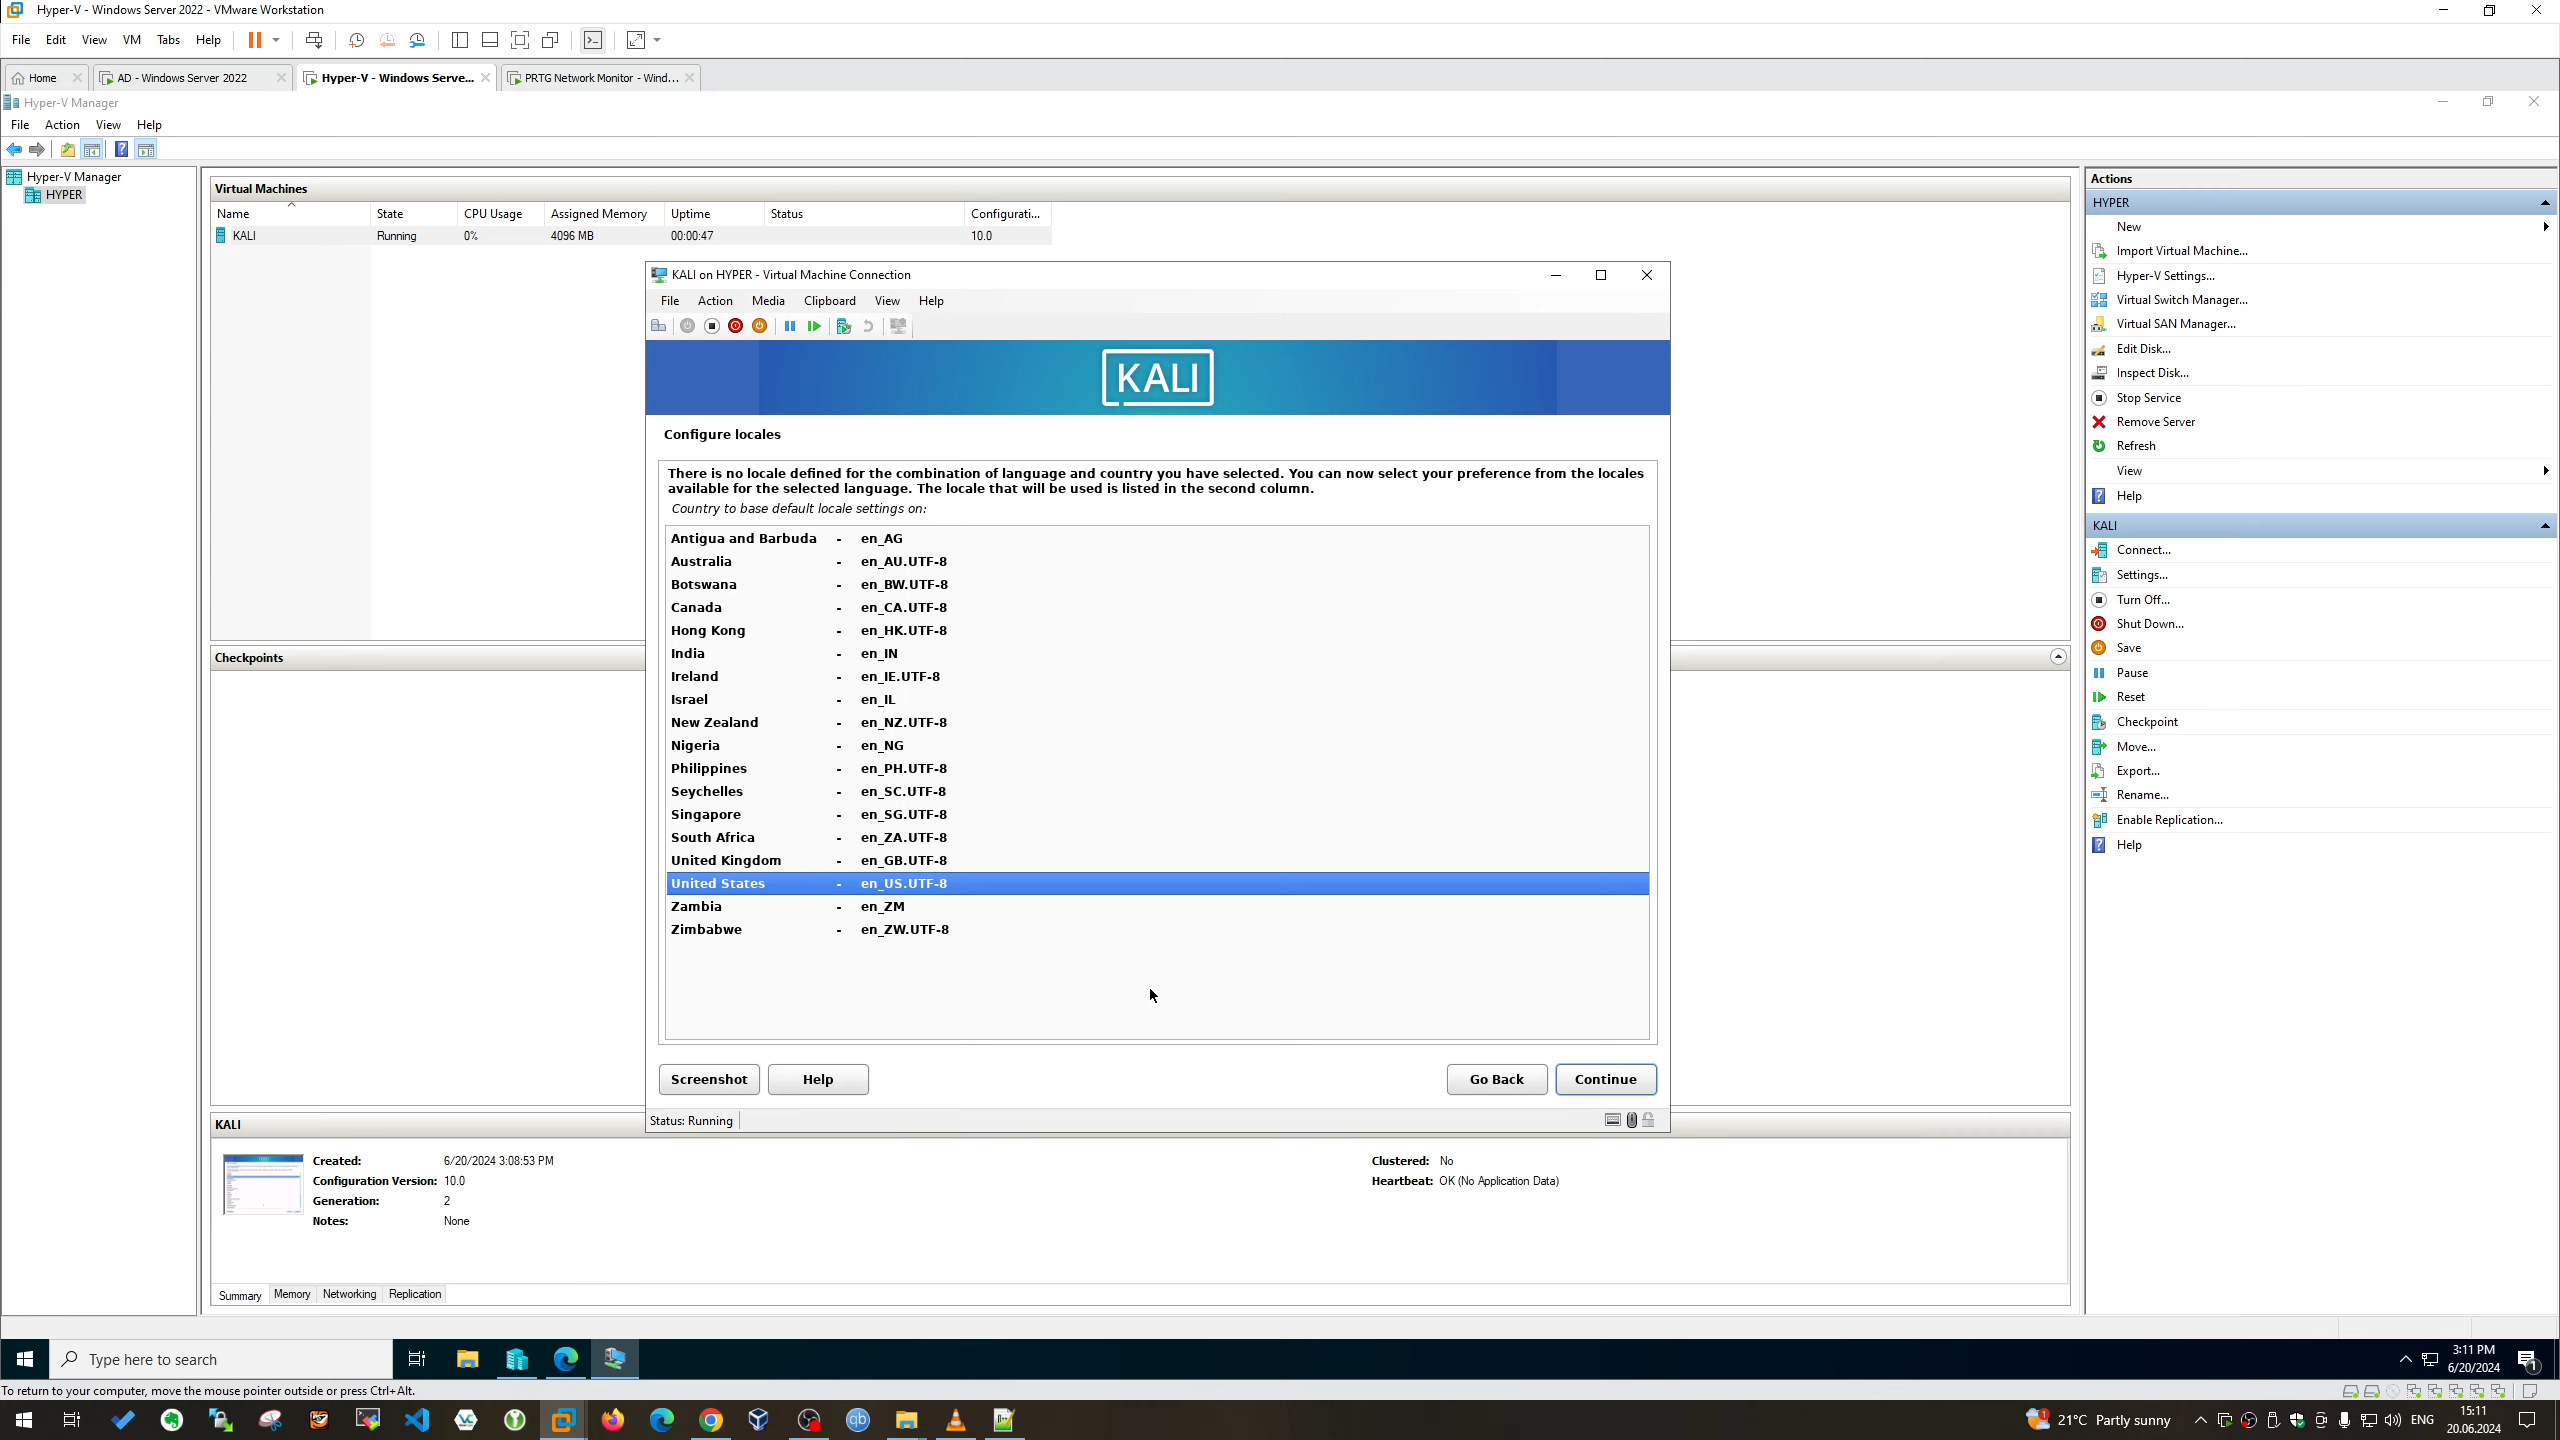 Hyper-V - Windows Server 2022 - VMware Workstation
File Edit View VM Tabs Help
Home
AD - Windows Server 2022
Hyper-V - Windows Serve...
PRTG Network Monitor - Wind...
Hyper-V Manager
File Action View Help
Hyper-V Manager
HYPER
Virtual Machines
Name State CPU Usage Assigned Memory Uptime Status Configurati...
KALI Running 0% 4096 MB 00:00:47 10.0
KALI on HYPER - Virtual Machine Connection
File Action Media Clipboard View Help
KALI
Configure locales
There is no locale defined for the combination of language and country you have selected. You can now select your preference from the locales
available for the selected language. The locale that will be used is listed in the second column.
Country to base default locale settings on:
Antigua and Barbuda - en_AG
Australia - en_AU.UTF-8
Botswana - en_BW.UTF-8
Canada - en_CA.UTF-8
Hong Kong - en_HK.UTF-8
India - en_IN
Ireland - en_IE.UTF-8
Israel - en_IL
New Zealand - en_NZ.UTF-8
Nigeria - en_NG
Philippines - en_PH.UTF-8
Seychelles - en_SC.UTF-8
Singapore - en_SG.UTF-8
South Africa - en_ZA.UTF-8
United Kingdom - en_GB.UTF-8
United States - en_US.UTF-8
Zambia - en_ZM
Zimbabwe - en_ZW.UTF-8
Screenshot Help Go Back Continue
Status: Running
Checkpoints
KALI
Created: 6/20/2024 3:08:53 PM
Configuration Version: 10.0
Generation: 2
Notes: None
Clustered: No
Heartbeat: OK (No Application Data)
Summary Memory Networking Replication
Actions
HYPER
New
Import Virtual Machine...
Hyper-V Settings...
Virtual Switch Manager...
Virtual SAN Manager...
Edit Disk...
Inspect Disk...
Stop Service
Remove Server
Refresh
View
Help
KALI
Connect...
Settings...
Turn Off...
Shut Down...
Save
Pause
Reset
Checkpoint
Move...
Export...
Rename...
Enable Replication...
Help
Type here to search
3:11 PM
6/20/2024
1
To return to your computer, move the mouse pointer outside or press Ctrl+Alt.
21°C Partly sunny
ENG
15:11
20.06.2024